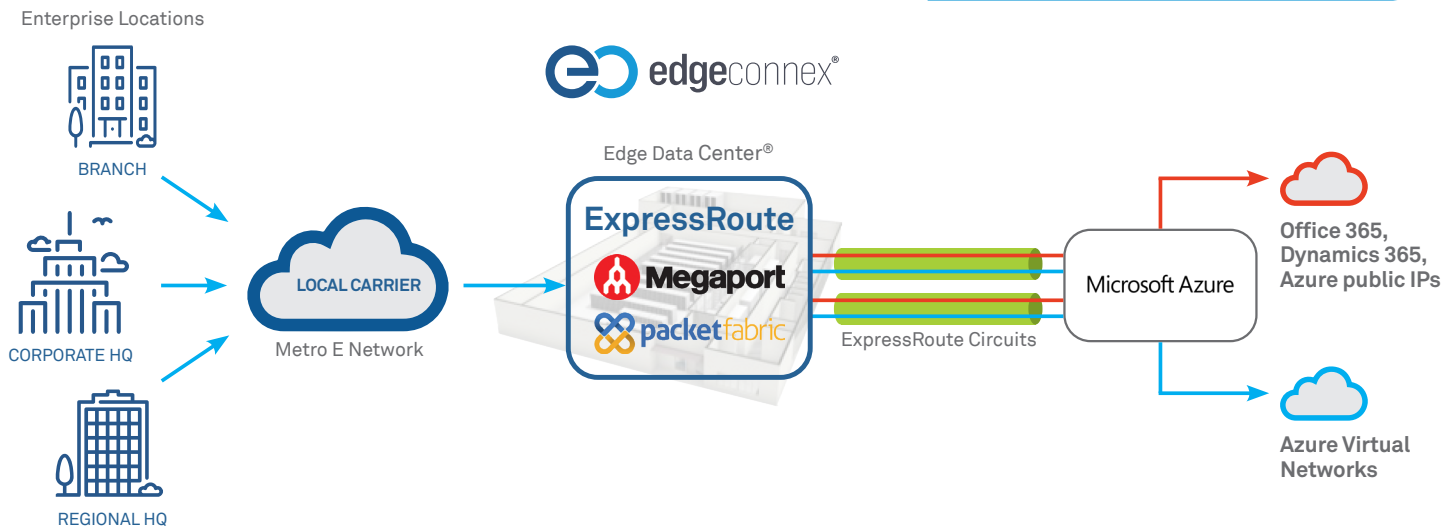 Enterprise Locations
BRANCH
CORPORATE HQ
REGIONAL HQ
LOCAL CARRIER
Metro E Network
edgeconnex®
Edge Data Center®
ExpressRoute
Megaport
packetfabric
ExpressRoute Circuits
Microsoft Azure
Office 365,
Dynamics 365,
Azure public IPs
Azure Virtual
Networks